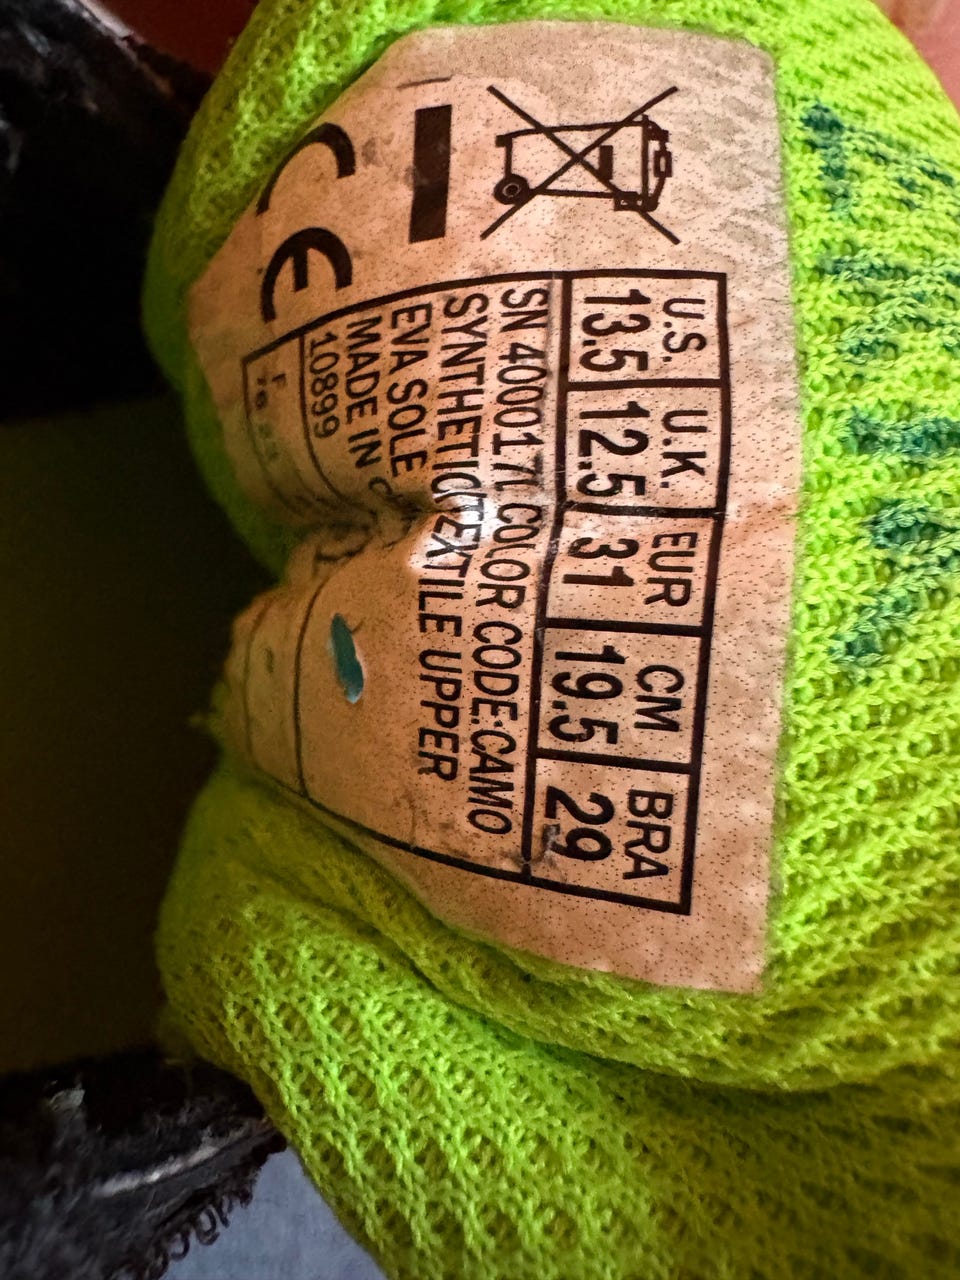 CE
U.S. U.K. EUR CM BRA
13.5 12.5 31 19.5 29
SN 400017L COLOR CODE:CAMO
SYNTHETIC/TEXTILE UPPER
EVA SOLE
MADE IN
10899